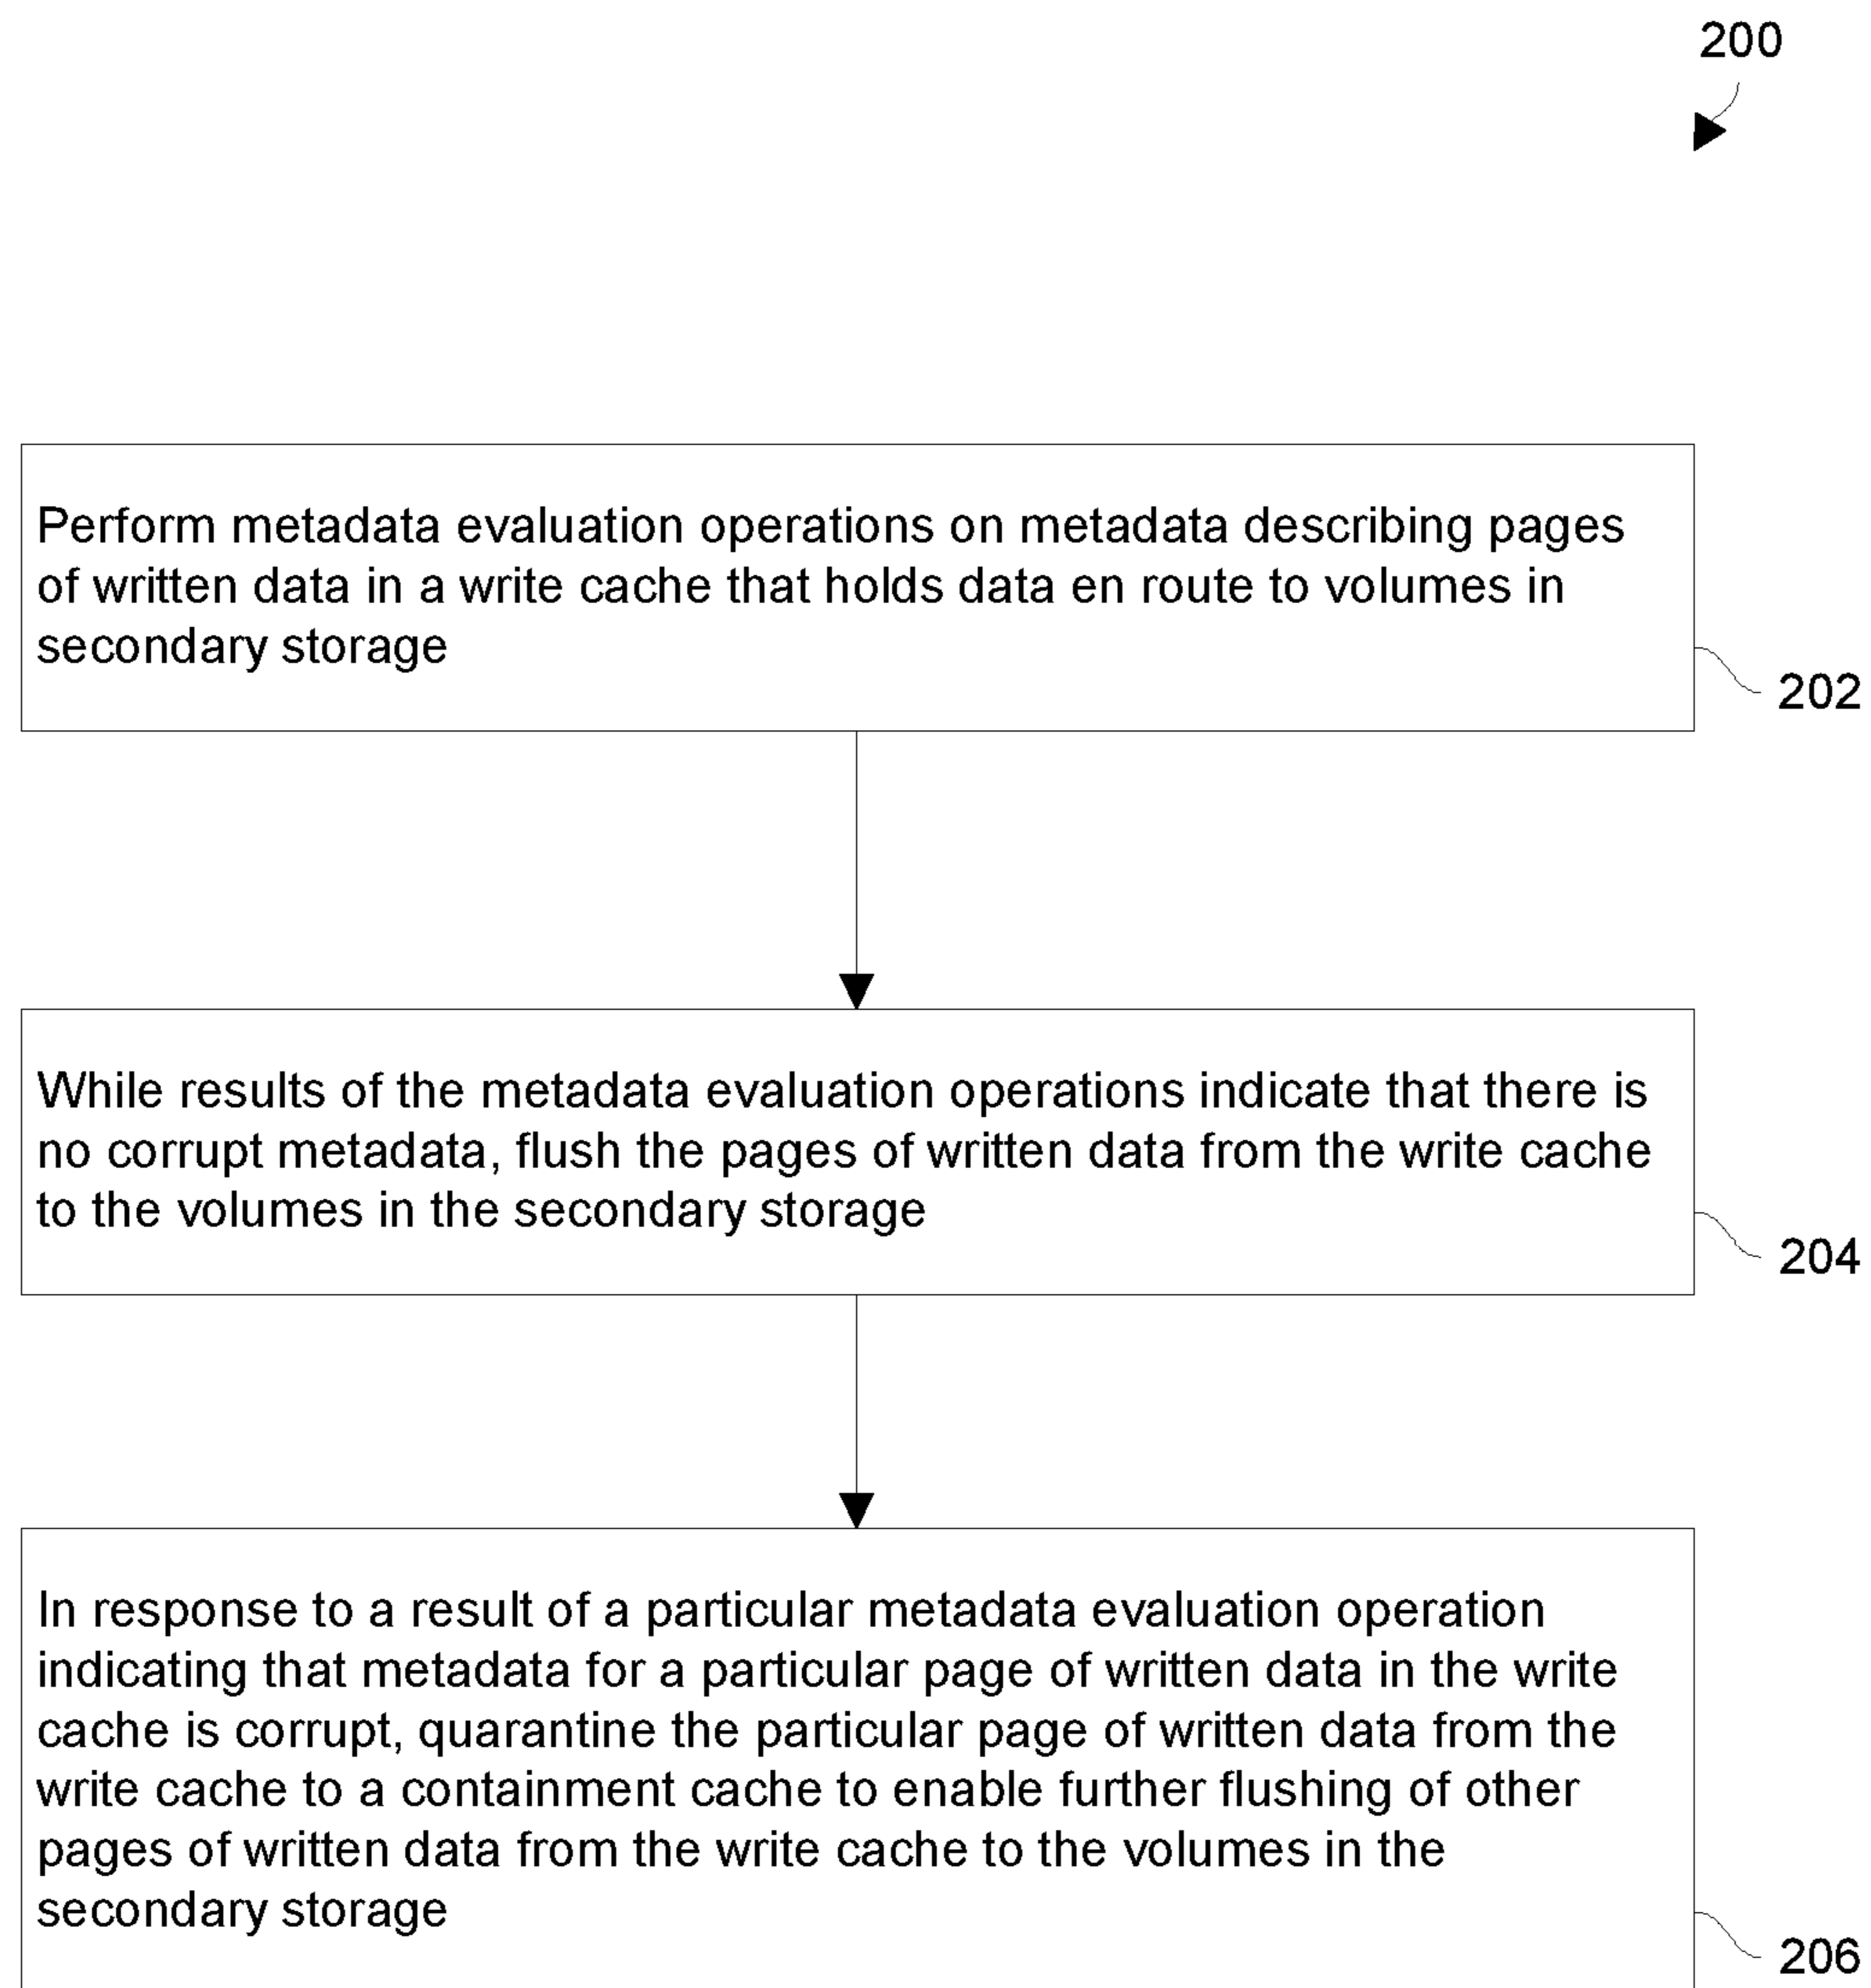 200
Perform metadata evaluation operations on metadata describing pages
of written data in a write cache that holds data en route to volumes in
secondary storage
202
While results of the metadata evaluation operations indicate that there is
no corrupt metadata, flush the pages of written data from the write cache
to the volumes in the secondary storage
204
In response to a result of a particular metadata evaluation operation
indicating that metadata for a particular page of written data in the write
cache is corrupt, quarantine the particular page of written data from the
write cache to a containment cache to enable further flushing of other
pages of written data from the write cache to the volumes in the
secondary storage
206